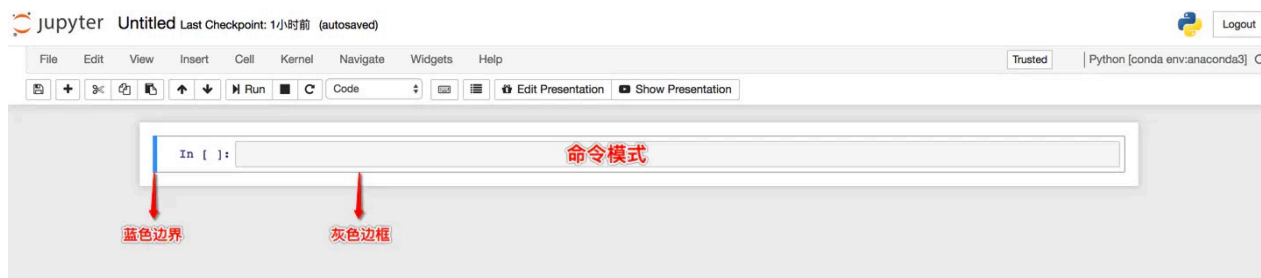 jupyter Untitled Last Checkpoint: 1小时前 (autosaved) Logout
File Edit View Insert Cell Kernel Navigate Widgets Help Trusted Python [conda env:anaconda3]
Run Code Edit Presentation Show Presentation
In [ ]: 命令模式
蓝色边界 灰色边框